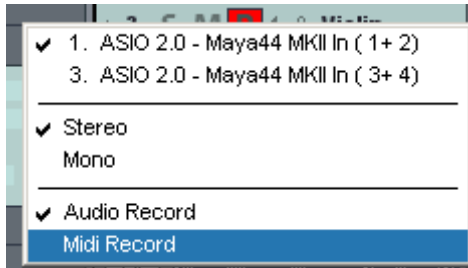 ✔ 1. ASIO 2.0 - Maya44 MKII In ( 1+ 2)
3. ASIO 2.0 - Maya44 MKII In ( 3+ 4)
✔ Stereo
Mono
✔ Audio Record
Midi Record